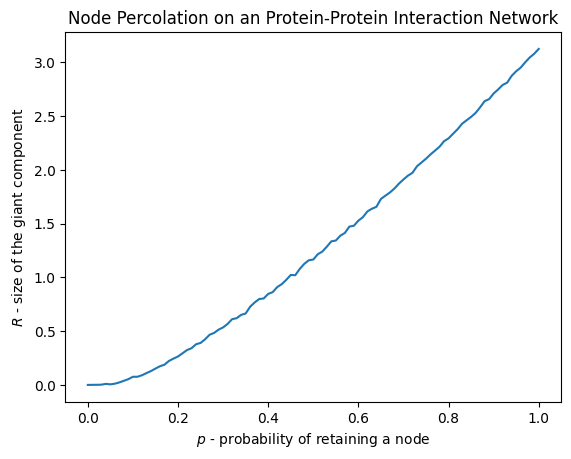 Node Percolation on an Protein-Protein Interaction Network
R - size of the giant component
3.0
2.5
2.0
1.5
1.0
0.5
0.0
0.0 0.2 0.4 0.6 0.8 1.0
p - probability of retaining a node